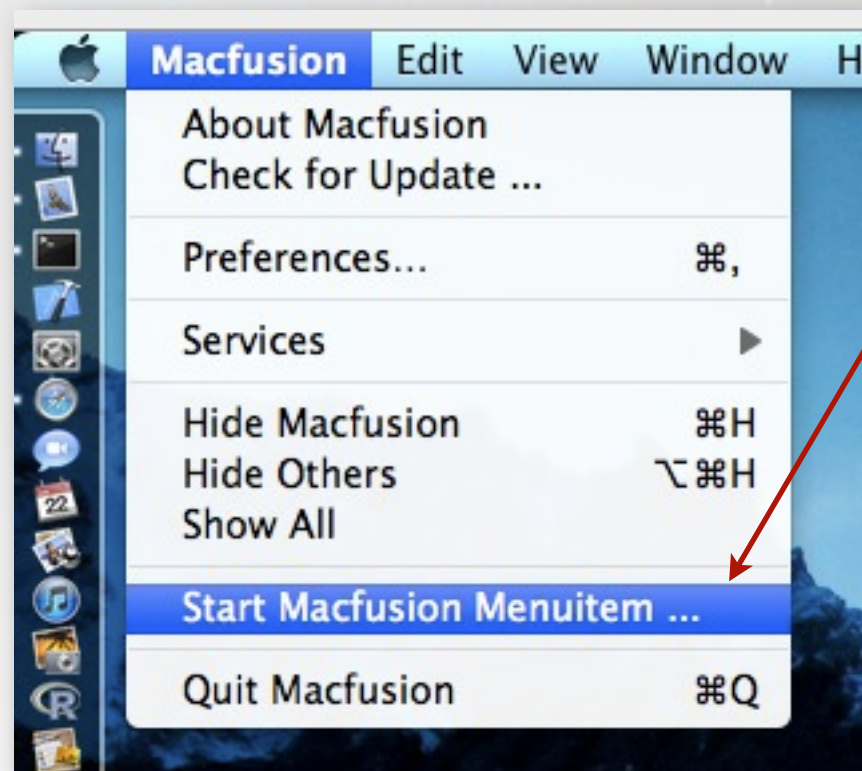 Macfusion Edit View Window H
About Macfusion
Check for Update ...
Preferences... ⌘,
Services ▶
Hide Macfusion ⌘H
Hide Others ⌥⌘H
Show All
Start Macfusion Menuitem ...
Quit Macfusion ⌘Q
22
R